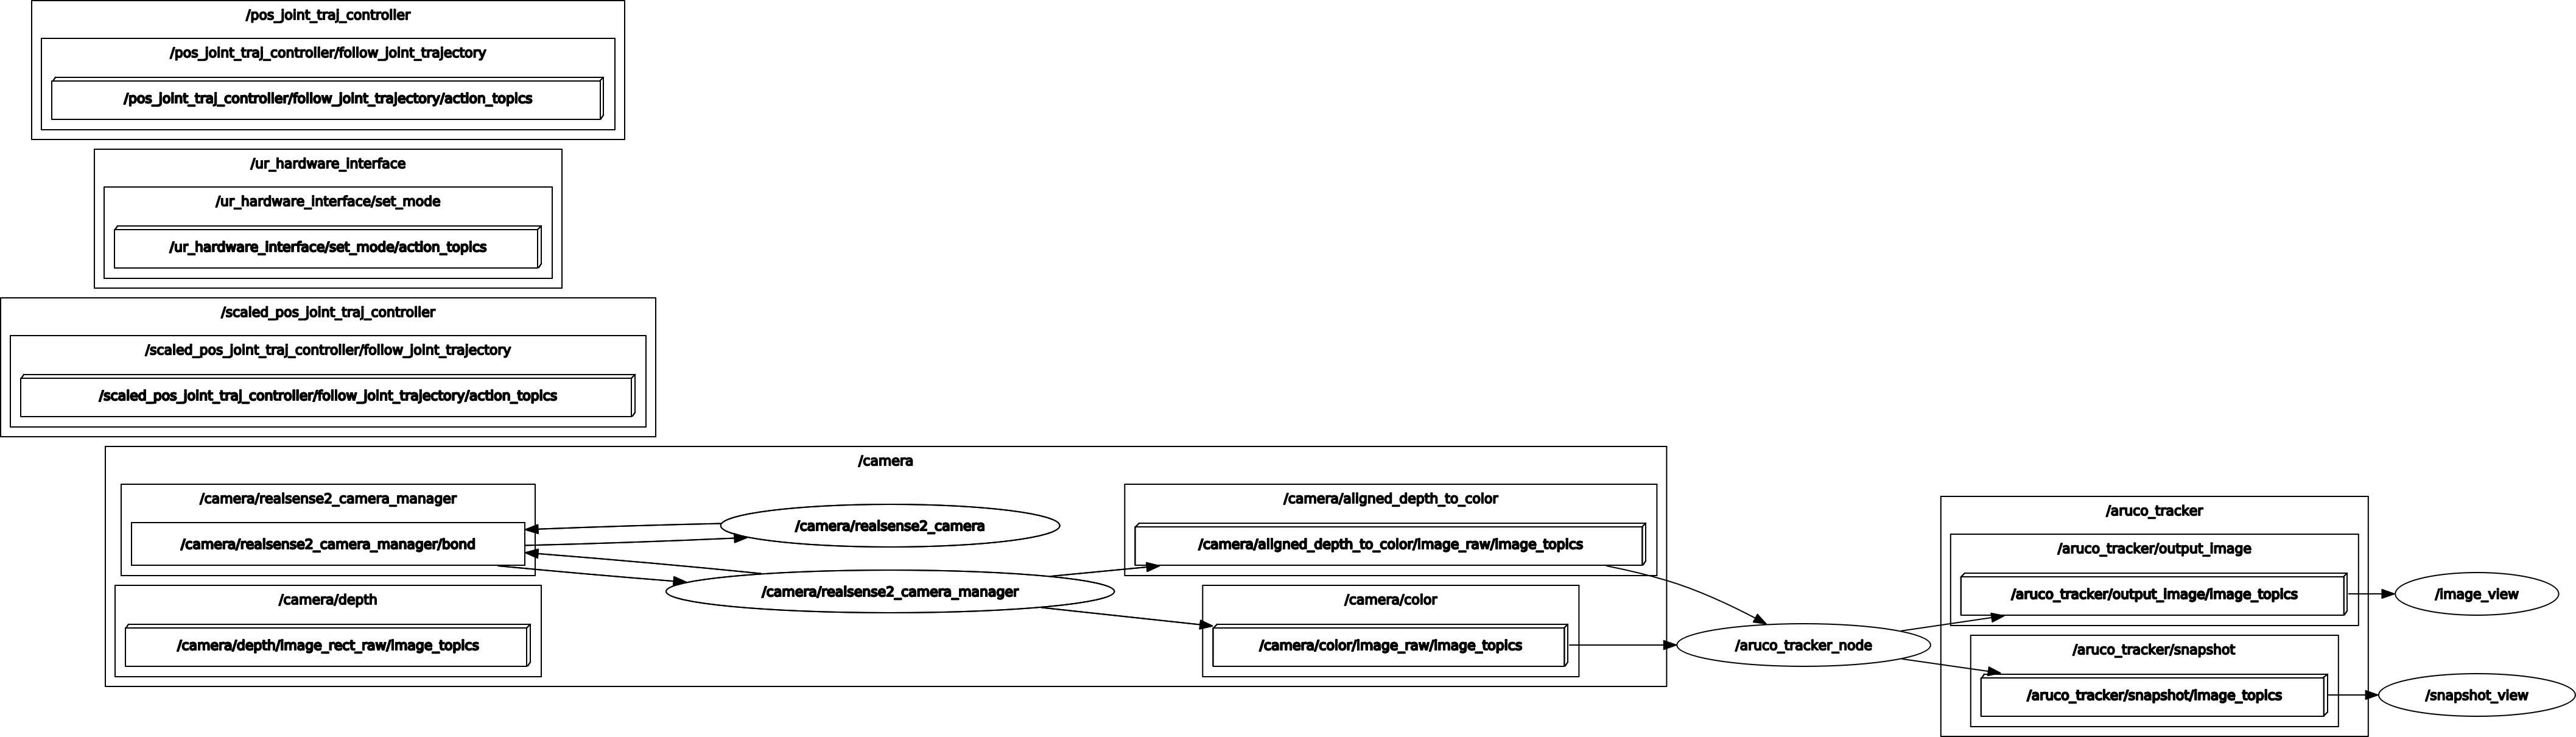 /pos_joint_traj_controller
/pos_joint_traj_controller/follow_joint_trajectory
/pos_joint_traj_controller/follow_joint_trajectory/action_topics
/ur_hardware_interface
/ur_hardware_interface/set_mode
/ur_hardware_interface/set_mode/action_topics
/scaled_pos_joint_traj_controller
/scaled_pos_joint_traj_controller/follow_joint_trajectory
/scaled_pos_joint_traj_controller/follow_joint_trajectory/action_topics
/camera
/camera/realsense2_camera_manager
/camera/realsense2_camera_manager/bond
/camera/depth
/camera/depth/image_rect_raw/image_topics
/camera/realsense2_camera
/camera/realsense2_camera_manager
/camera/aligned_depth_to_color
/camera/aligned_depth_to_color/image_raw/image_topics
/camera/color
/camera/color/image_raw/image_topics
/aruco_tracker_node
/aruco_tracker
/aruco_tracker/output_image
/aruco_tracker/output_image/image_topics
/aruco_tracker/snapshot
/aruco_tracker/snapshot/image_topics
/image_view
/snapshot_view